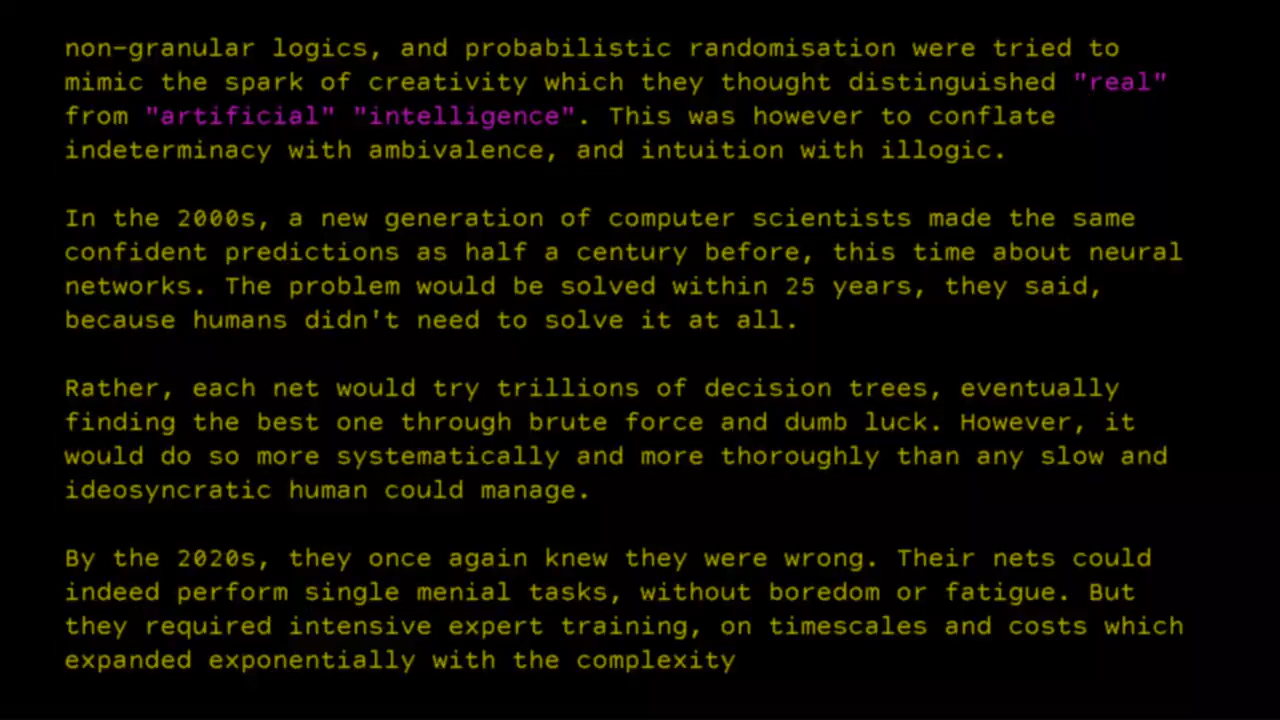 non-granular logics, and probabilistic randomisation were tried to
mimic the spark of creativity which they thought distinguished "real"
from "artificial" "intelligence". This was however to conflate
indeterminacy with ambivalence, and intuition with illogic.
In the 2000s, a new generation of computer scientists made the same
confident predictions as half a century before, this time about neural
networks. The problem would be solved within 25 years, they said,
because humans didn't need to solve it at all.
Rather, each net would try trillions of decision trees, eventually
finding the best one through brute force and dumb luck. However, it
would do so more systematically and more thoroughly than any slow and
ideosyncratic human could manage.
By the 2020s, they once again knew they were wrong. Their nets could
indeed perform single menial tasks, without boredom or fatigue. But
they required intensive expert training, on timescales and costs which
expanded exponentially with the complexity